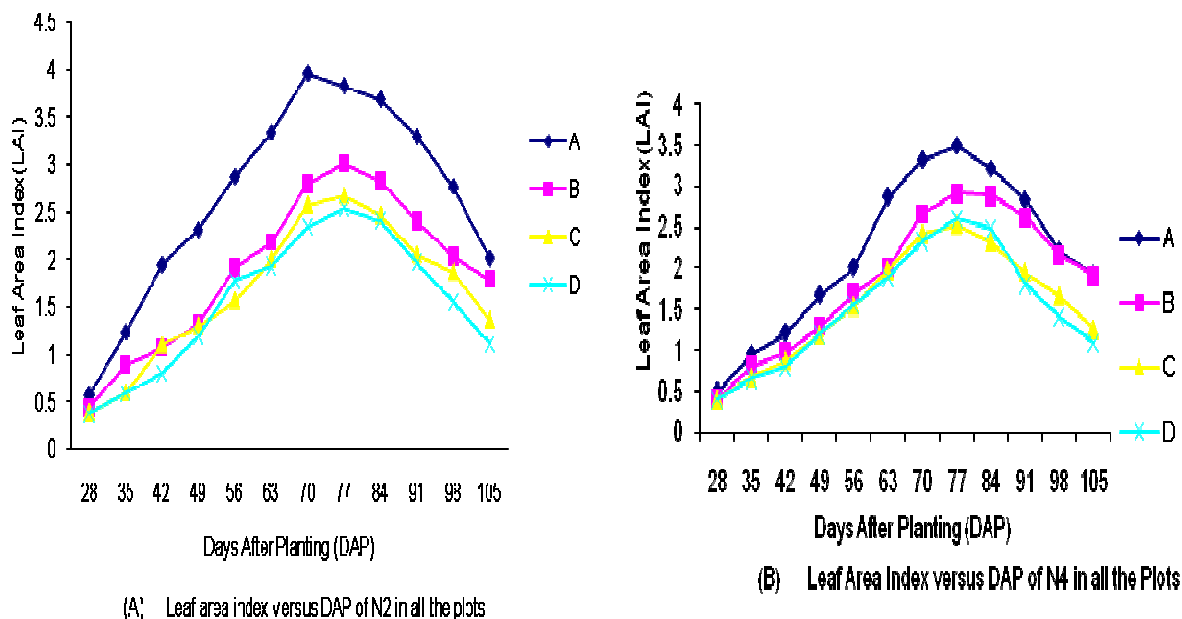 4.5
4
3.5
3
2.5
2
1.5
1
0.5
0
Leaf Area Index(LAI)
28 35 42 49 56 63 70 77 84 91 98 105
Days After Planting (DAP)
A
B
C
D
(A) Leaf area index versus DAP of N2 in all the plots
4
3.5
3
2.5
2
1.5
1
0.5
0
Leaf Area Index (LAI)
28 35 42 49 56 63 70 77 84 91 98 105
Days After Planting (DAP)
A
B
C
D
(B) Leaf Area Index versus DAP of N4 in all the Plots